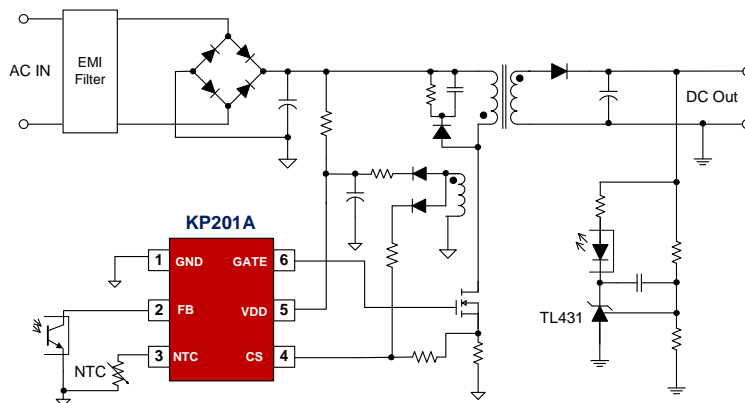 AC IN
EMI
Filter
DC Out
KP201A
1 GND GATE 6
2 FB VDD 5
3 NTC CS 4
NTC
TL431